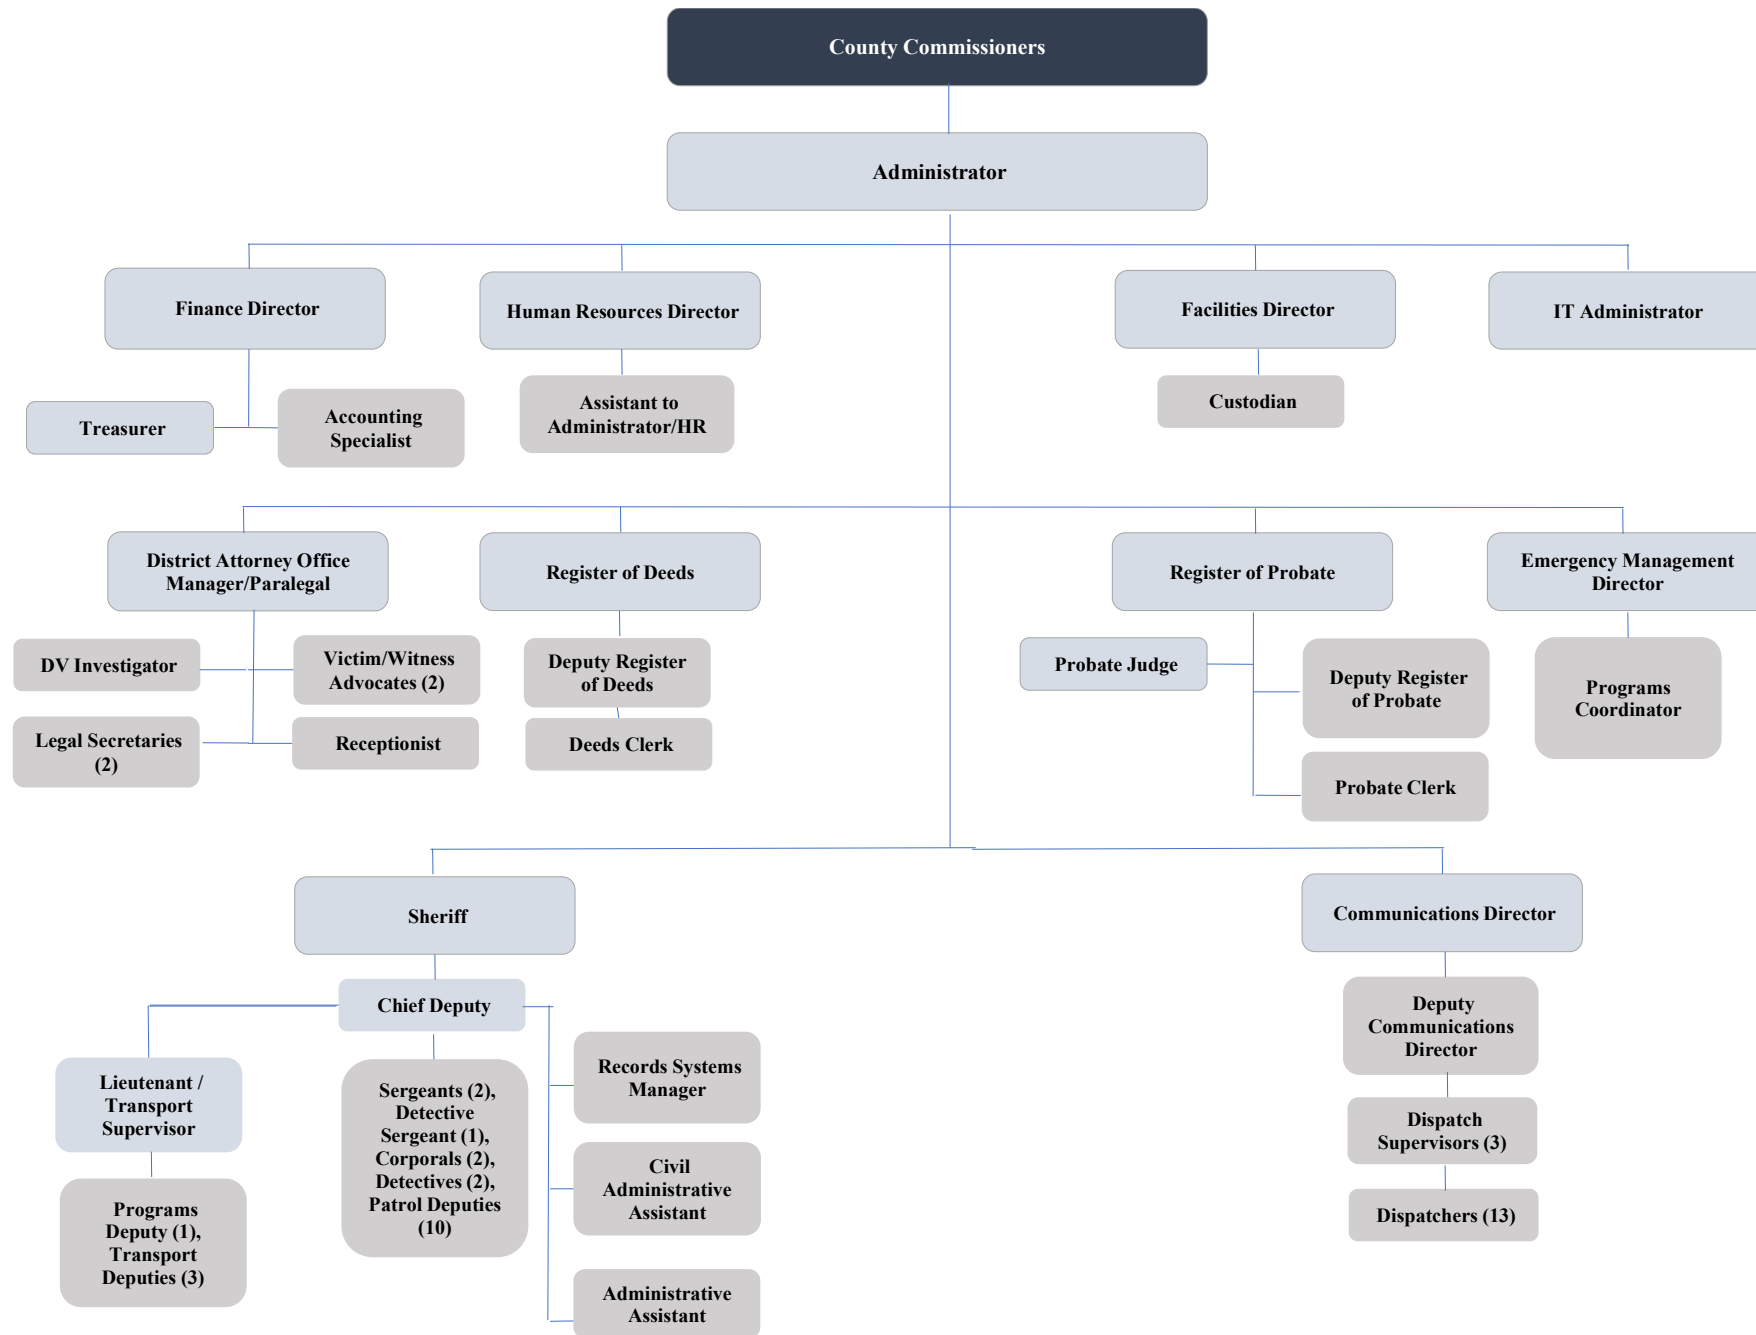 County Commissioners
Administrator
Finance Director
Human Resources Director
Facilities Director
IT Administrator
Treasurer
Accounting
Specialist
Assistant to
Administrator/HR
Custodian
District Attorney Office
Manager/Paralegal
Register of Deeds
Register of Probate
Emergency Management
Director
DV Investigator
Victim/Witness
Advocates (2)
Legal Secretaries
(2)
Receptionist
Deputy Register
of Deeds
Deeds Clerk
Probate Judge
Deputy Register
of Probate
Probate Clerk
Programs
Coordinator
Sheriff
Communications Director
Chief Deputy
Lieutenant /
Transport
Supervisor
Programs
Deputy (1),
Transport
Deputies (3)
Sergeants (2),
Detective
Sergeant (1),
Corporals (2),
Detectives (2),
Patrol Deputies
(10)
Records Systems
Manager
Civil
Administrative
Assistant
Administrative
Assistant
Deputy
Communications
Director
Dispatch
Supervisors (3)
Dispatchers (13)